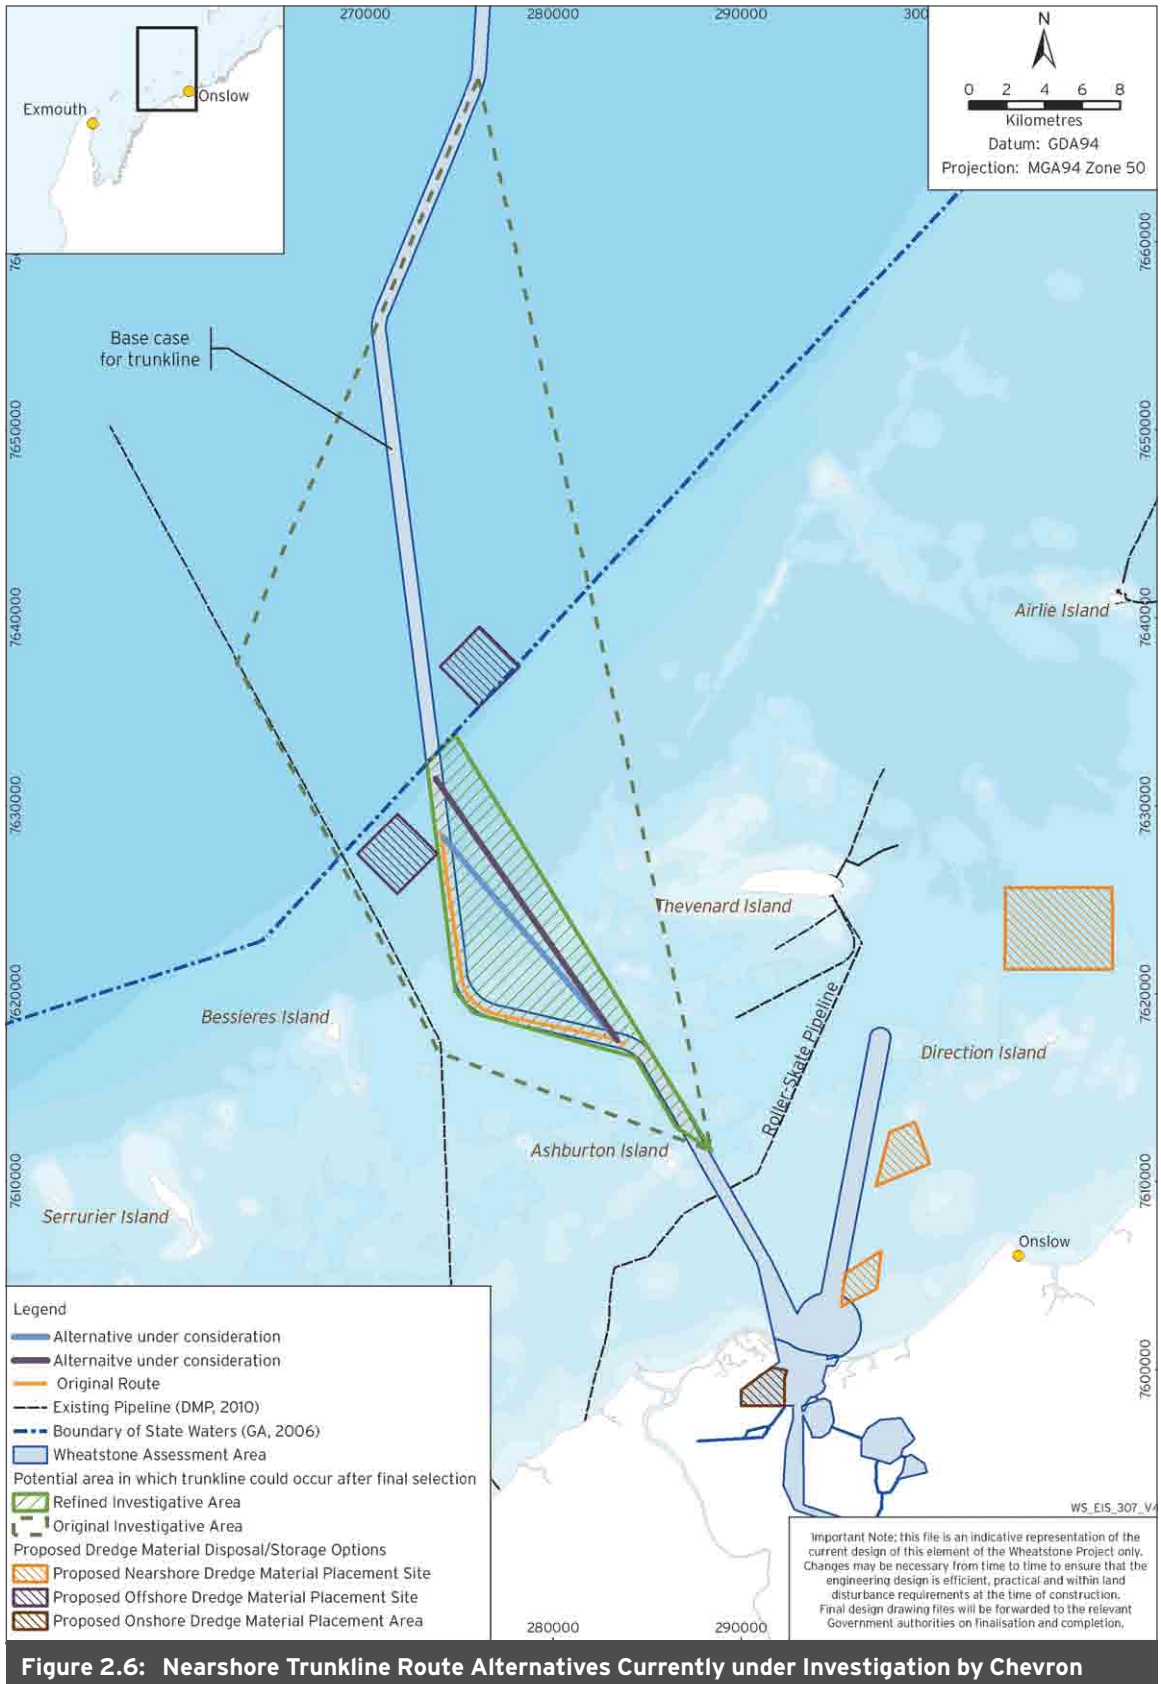 270000
280000
290000
300
N
0 2 4 6 8
Kilometres
Datum: GDA94
Projection: MGA94 Zone 50
Exmouth
Onslow
7660000
Base case
for trunkline
7650000
7650000
7640000
7640000
Airlie Island
7630000
7630000
Thevenard Island
7620000
7620000
Bessieres Island
Roller-Skate Pipeline
Direction Island
Ashburton Island
7610000
7610000
Serrurier Island
Onslow
7600000
Legend
Alternative under consideration
Alternaitve under consideration
Original Route
Existing Pipeline (DMP, 2010)
Boundary of State Waters (GA, 2006)
Wheatstone Assessment Area
Potential area in which trunkline could occur after final selection
Refined Investigative Area
Original Investigative Area
Proposed Dredge Material Disposal/Storage Options
Proposed Nearshore Dredge Material Placement Site
Proposed Offshore Dredge Material Placement Site
Proposed Onshore Dredge Material Placement Area
WS_EIS_307_V4
Important Note: this file is an indicative representation of the
current design of this element of the Wheatstone Project only.
Changes may be necessary from time to time to ensure that the
engineering design is efficient, practical and within land
disturbance requirements at the time of construction.
Final design drawing files will be forwarded to the relevant
Government authorities on finalisation and completion.
280000
290000
Figure 2.6: Nearshore Trunkline Route Alternatives Currently under Investigation by Chevron